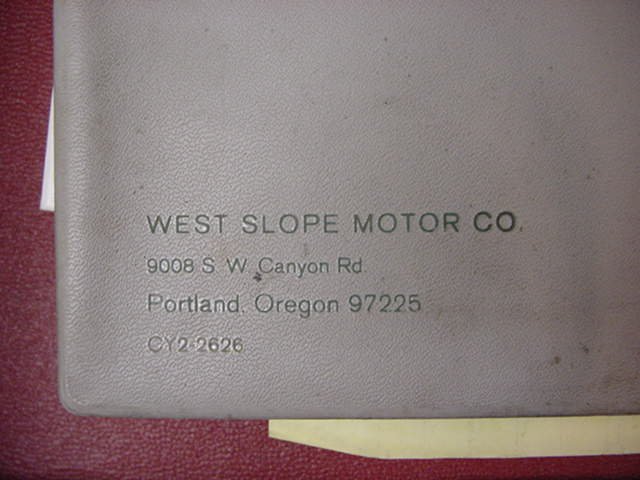 WEST SLOPE MOTOR CO.
9008 S. W. Canyon Rd.
Portland, Oregon 97225
CY2-2626